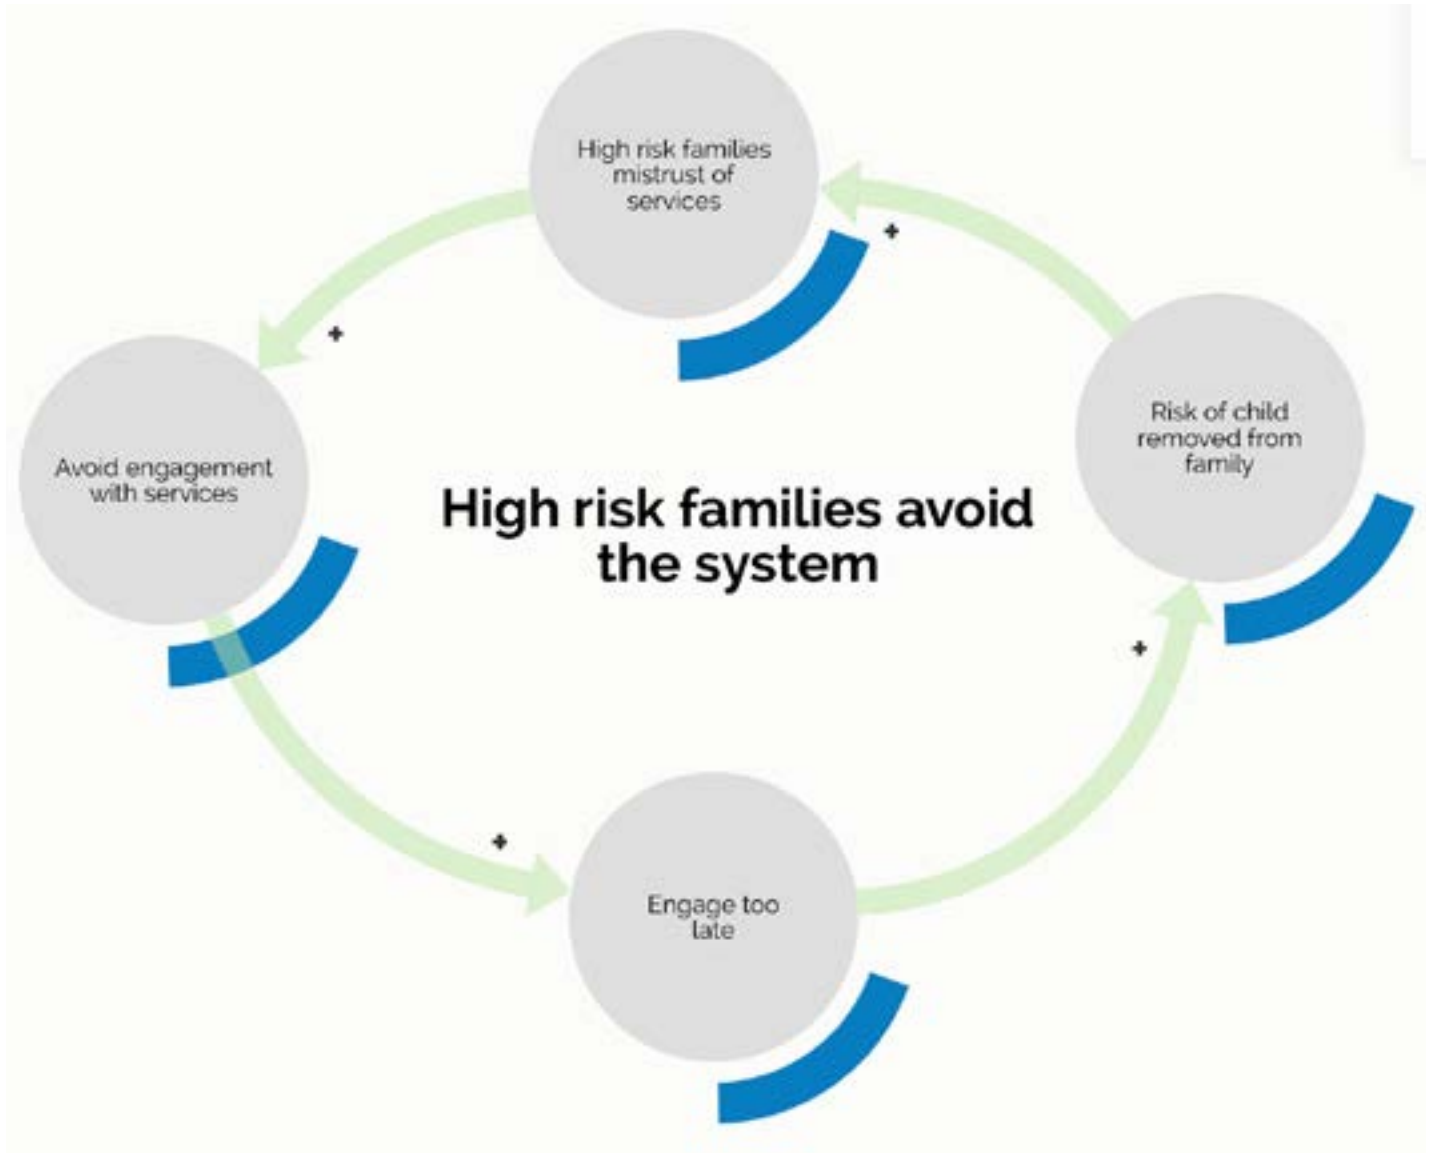 High risk families
mistrust of
services
+
+
Risk of child
removed from
family
Avoid engagement
with services
High risk families avoid
the system
+
+
Engage too
late